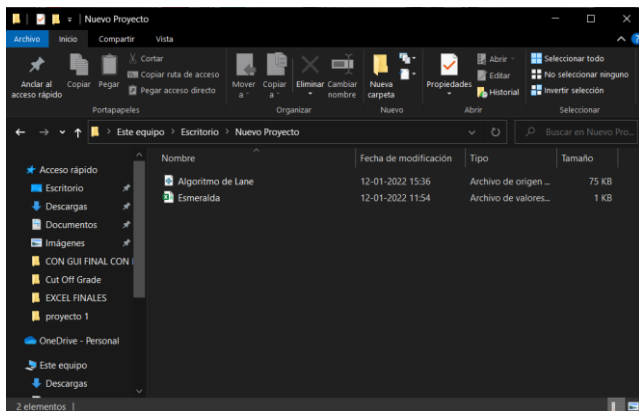 Nuevo Proyecto
Archivo Inicio Compartir Vista
Anclar al acceso rápido
Copiar
Pegar
Cortar
Copiar ruta de acceso
Pegar acceso directo
Mover a
Copiar a
Eliminar
Cambiar nombre
Nueva carpeta
Propiedades
Abrir
Editar
Historial
Seleccionar todo
No seleccionar ninguno
Invertir selección
Portapapeles Organizar Nuevo Abrir Seleccionar
Este equipo > Escritorio > Nuevo Proyecto
Buscar en Nuevo Pro...
Nombre Fecha de modificación Tipo Tamaño
Algoritmo de Lane 12-01-2022 15:36 Archivo de origen ... 75 KB
Esmeralda 12-01-2022 11:54 Archivo de valores... 1 KB
Acceso rápido
Escritorio
Descargas
Documentos
Imágenes
CON GUI FINAL CON
Cut Off Grade
EXCEL FINALES
proyecto 1
OneDrive - Personal
Este equipo
Descargas
2 elementos